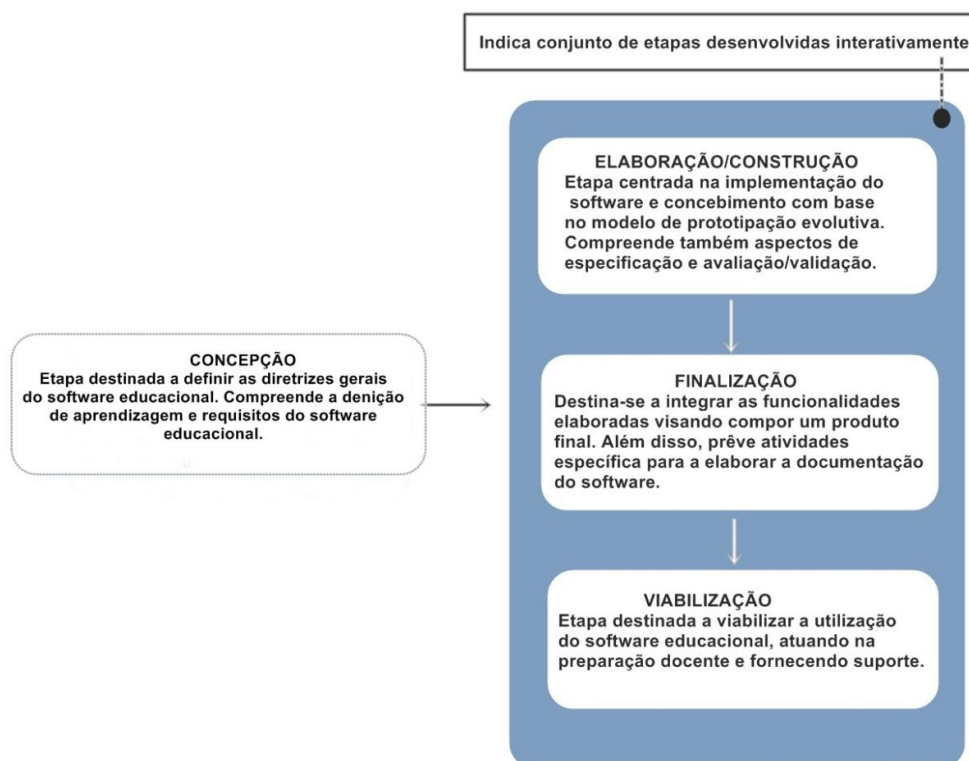 Indica conjunto de etapas desenvolvidas interativamente
ELABORAÇÃO/CONSTRUÇÃO
Etapa centrada na implementação do
software e concebimento com base
no modelo de prototipação evolutiva.
Compreende também aspectos de
especificação e avaliação/validação.
CONCEPÇÃO
Etapa destinada a definir as diretrizes gerais
do software educacional. Compreende a denição
de aprendizagem e requisitos do software
educacional.
FINALIZAÇÃO
Destina-se a integrar as funcionalidades
elaboradas visando compor um produto
final. Além disso, prêve atividades
específica para a elaborar a documentação
do software.
VIABILIZAÇÃO
Etapa destinada a viabilizar a utilização
do software educacional, atuando na
preparação docente e fornecendo suporte.